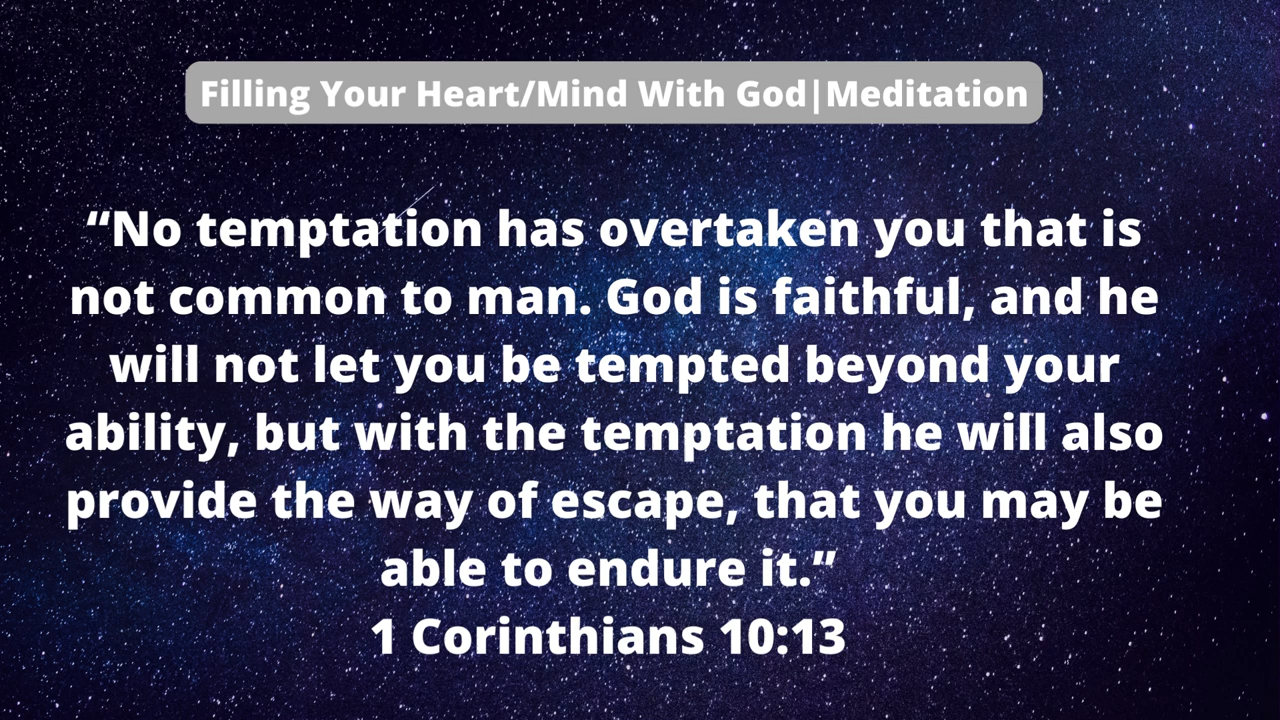 Filling Your Heart/Mind With God|Meditation
“No temptation has overtaken you that is
not common to man. God is faithful, and he
will not let you be tempted beyond your
ability, but with the temptation he will also
provide the way of escape, that you may be
able to endure it.”
1 Corinthians 10:13